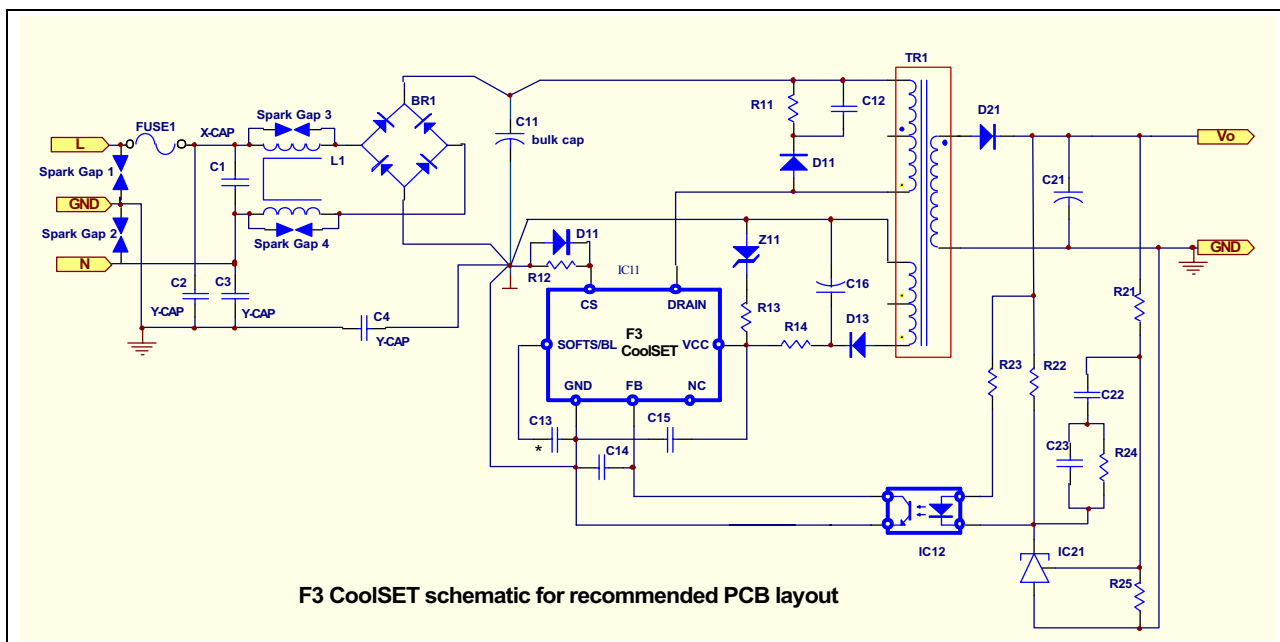 TR1
BR1
D21
Spark Gap 3
C11
bulk cap
R11
C12
FUSE1
X-CAP
L
Vo
Spark Gap 1
C1
L1
D11
C21
GND
Spark Gap 2
Spark Gap 4
D11
Z11
GND
N
R12
IC11
C2
C3
CS
DRAIN
C16
R21
Y-CAP
Y-CAP
R13
C4
Y-CAP
F3
CoolSET
SOFTS/BL
VCC
R14
D13
R23
R22
GND
FB
NC
C22
C13
*
C15
C14
C23
R24
IC12
IC21
R25
F3 CoolSET schematic for recommended PCB layout